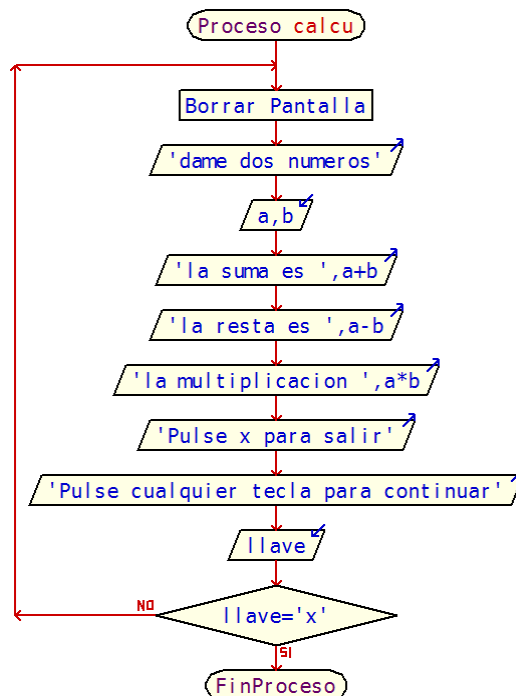 Proceso calcu
Borrar Pantalla
'dame dos numeros'
a,b
'la suma es ',a+b
'la resta es ',a-b
'la multiplicacion ',a*b
'Pulse x para salir'
'Pulse cualquier tecla para continuar'
llave
llave='x'
NO
SI
FinProceso